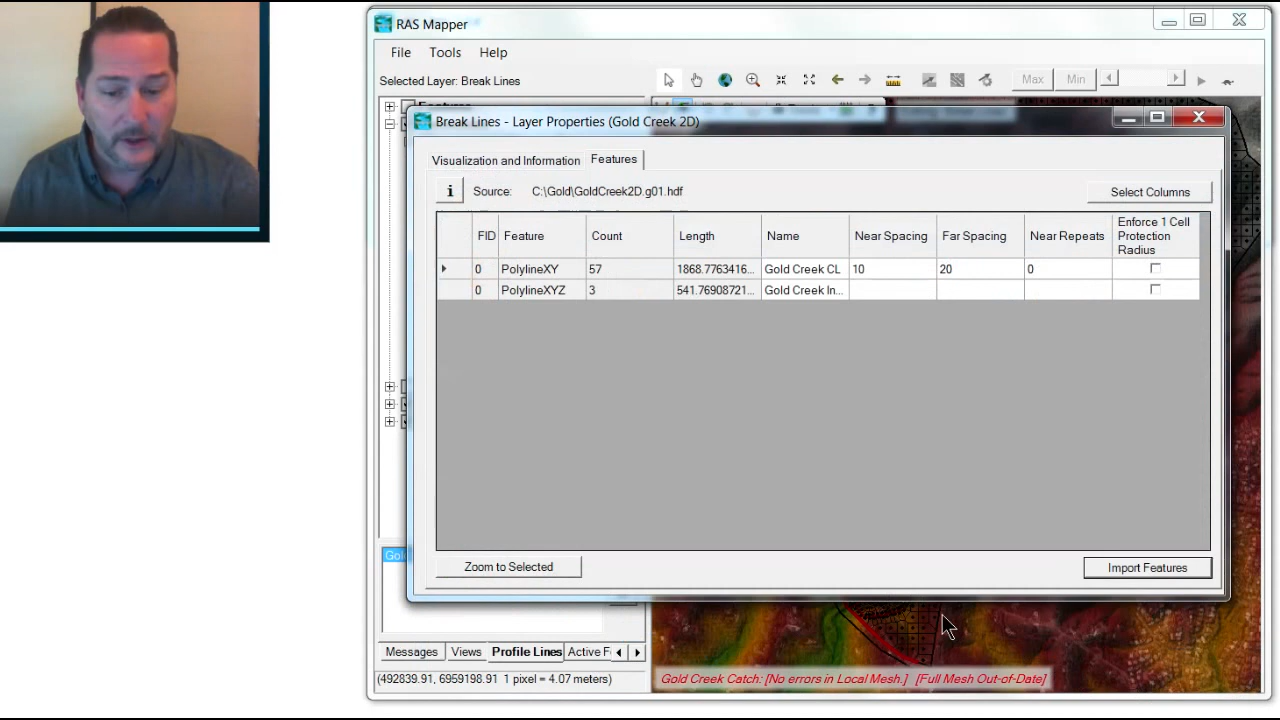 RAS Mapper
File Tools Help
Selected Layer: Break Lines
Max Min
Break Lines - Layer Properties (Gold Creek 2D)
Visualization and Information Features
i Source: C:\Gold\GoldCreek2D.g01.hdf Select Columns
FID Feature Count Length Name Near Spacing Far Spacing Near Repeats Enforce 1 Cell Protection Radius
0 PolylineXY 57 1868.7763416... Gold Creek CL 10 20 0
0 PolylineXYZ 3 541.76908721... Gold Creek In...
Zoom to Selected Import Features
Messages Views Profile Lines Active F
(492839.91, 6959198.91 1 pixel = 4.07 meters)
Gold Creek Catch: [No errors in Local Mesh.] [Full Mesh Out-of-Date]